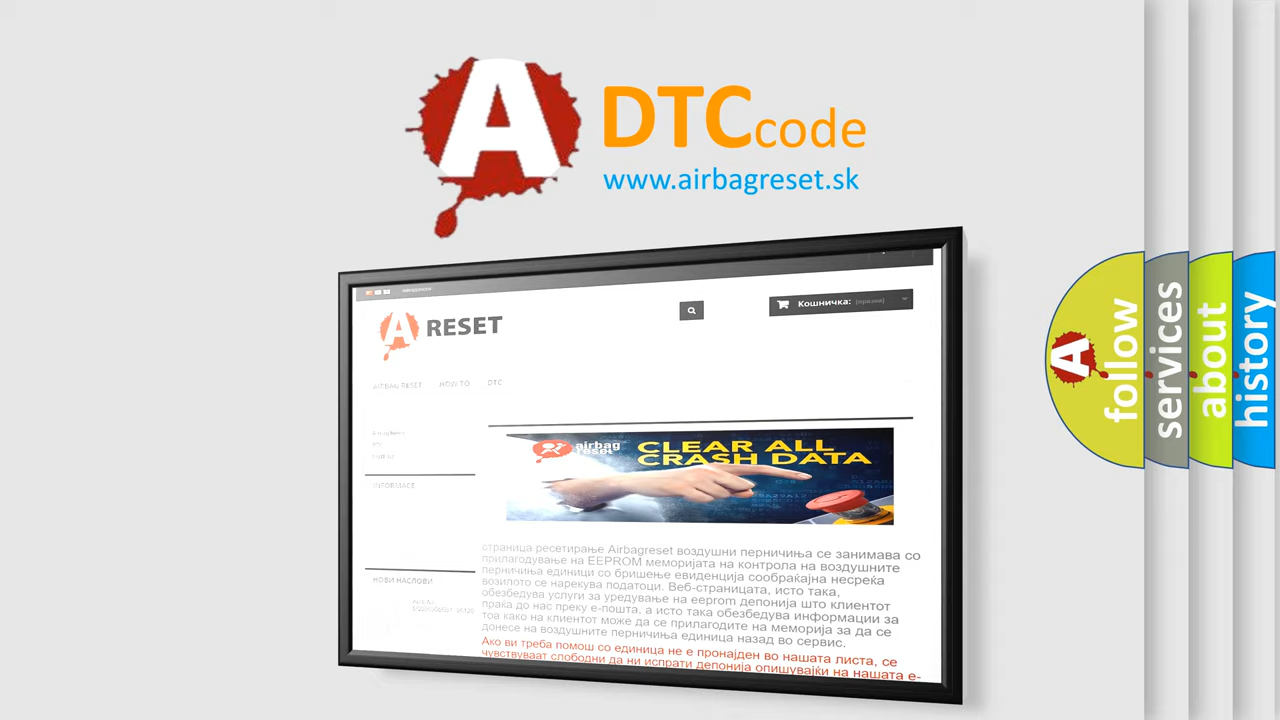 A
DTC code
www.airbagreset.sk
Кошничка: (празна)
A RESET
AIRBAG RESET HOW TO DTC
airbag
reset
CLEAR ALL
CRASH DATA
INFORMACE
НОВИ НАСЛОВИ
страница ресетирање Airbagreset воздушни перничиња се занимава со
прилагодување на EEPROM меморијата на контрола на воздушните
перничиња единици со бришење евиденција сообраќајна несреќа
возилото се нарекува податоци. Веб-страницата, исто така,
обезбедува услуги за уредување на eeprom депонија што клиентот
праќа до нас преку е-пошта, а исто така обезбедува информации за
тоа како на клиентот може да се прилагодите на меморија за да се
донесе на воздушните перничиња единица назад во сервис.
Ако ви треба помош со единица не е пронајден во нашата листа, се
чувствуваат слободни да ни испрати депонија опишувајќи на нашата е-
A
follow
services
about
history